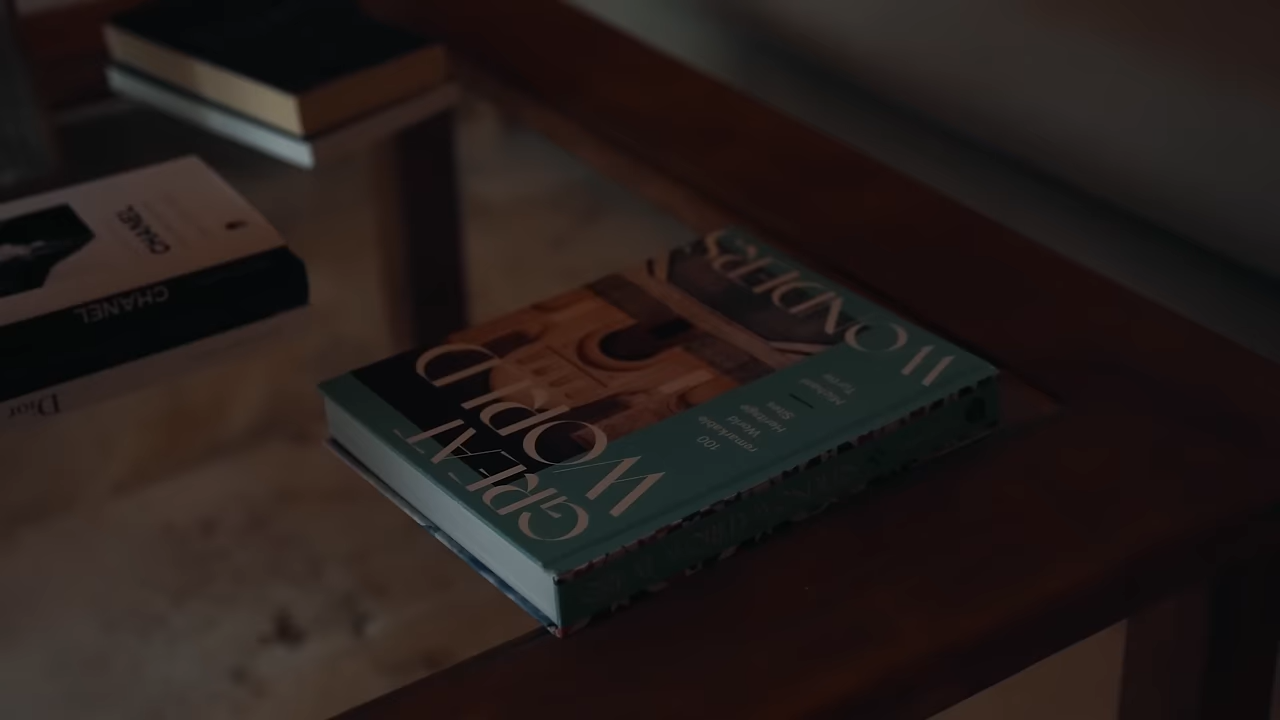 GREAT
WORLD
WONDERS
100
remarkable
World
Heritage
Sites
Michael
Turtle
CHANEL
CHANEL
Dior